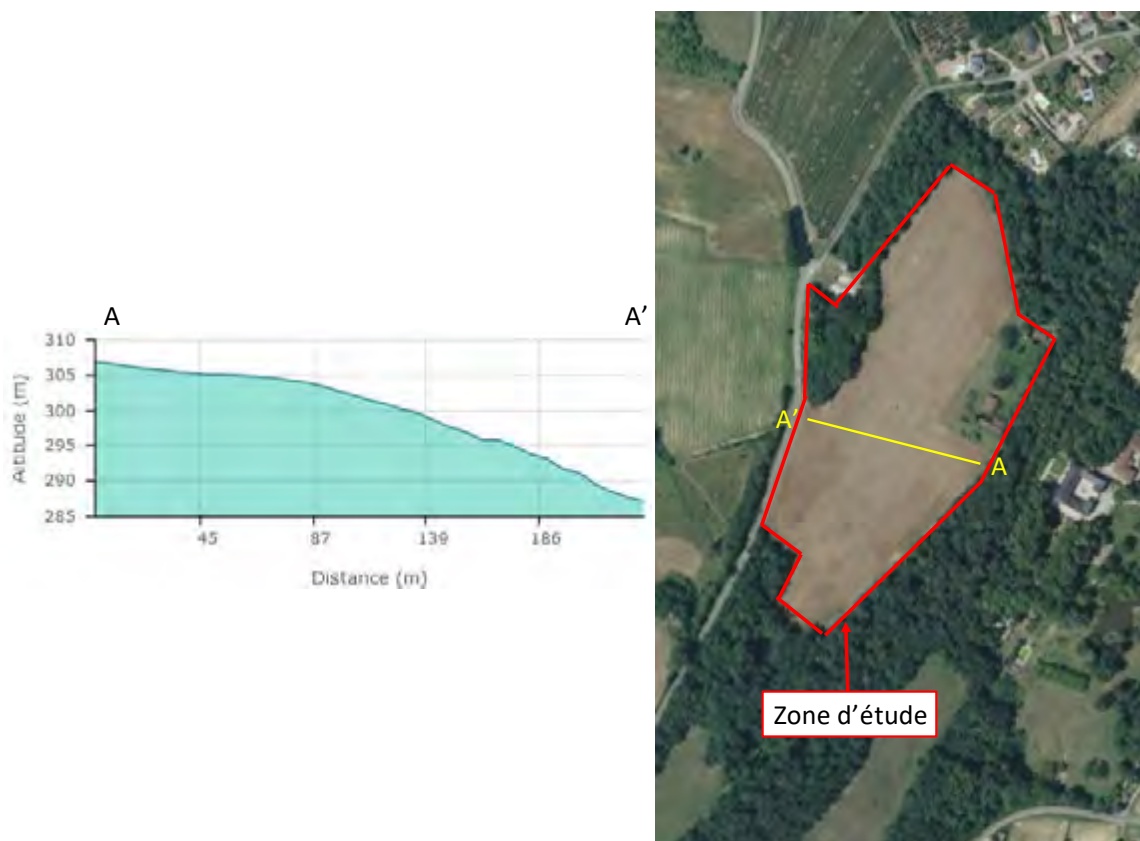 A A'
310
305
300
295
290
285
Altitude (m)
45 87 139 186
Distance (m)
A'
A
Zone d'étude